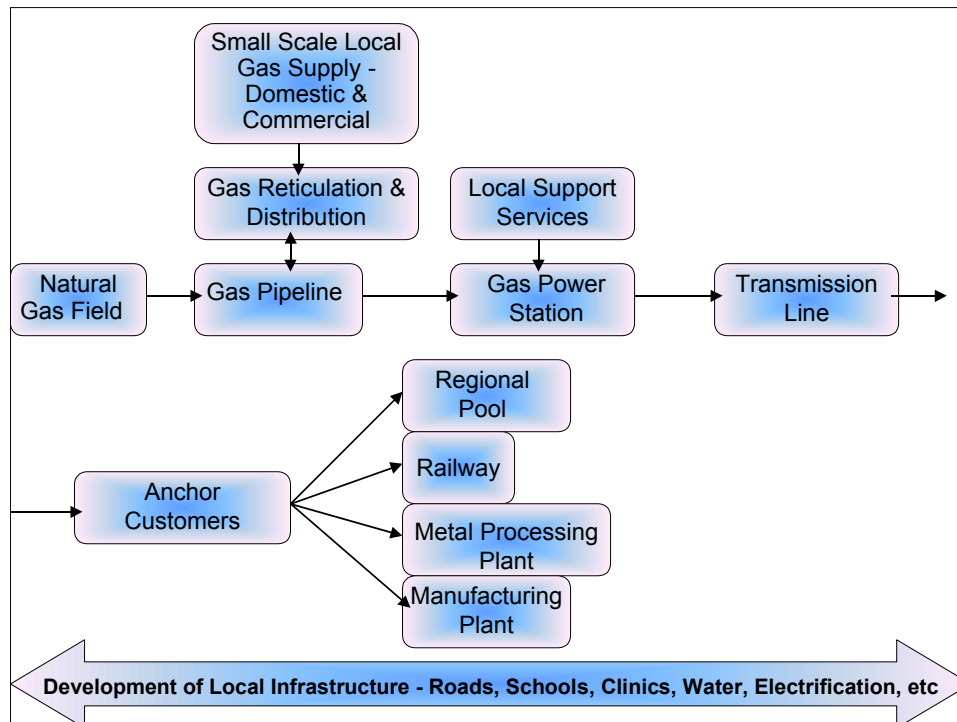 Small Scale Local
Gas Supply -
Domestic &
Commercial
Gas Reticulation &
Distribution
Local Support
Services
Natural
Gas Field
Gas Pipeline
Gas Power
Station
Transmission
Line
Regional
Pool
Railway
Anchor
Customers
Metal Processing
Plant
Manufacturing
Plant
Development of Local Infrastructure - Roads, Schools, Clinics, Water, Electrification, etc